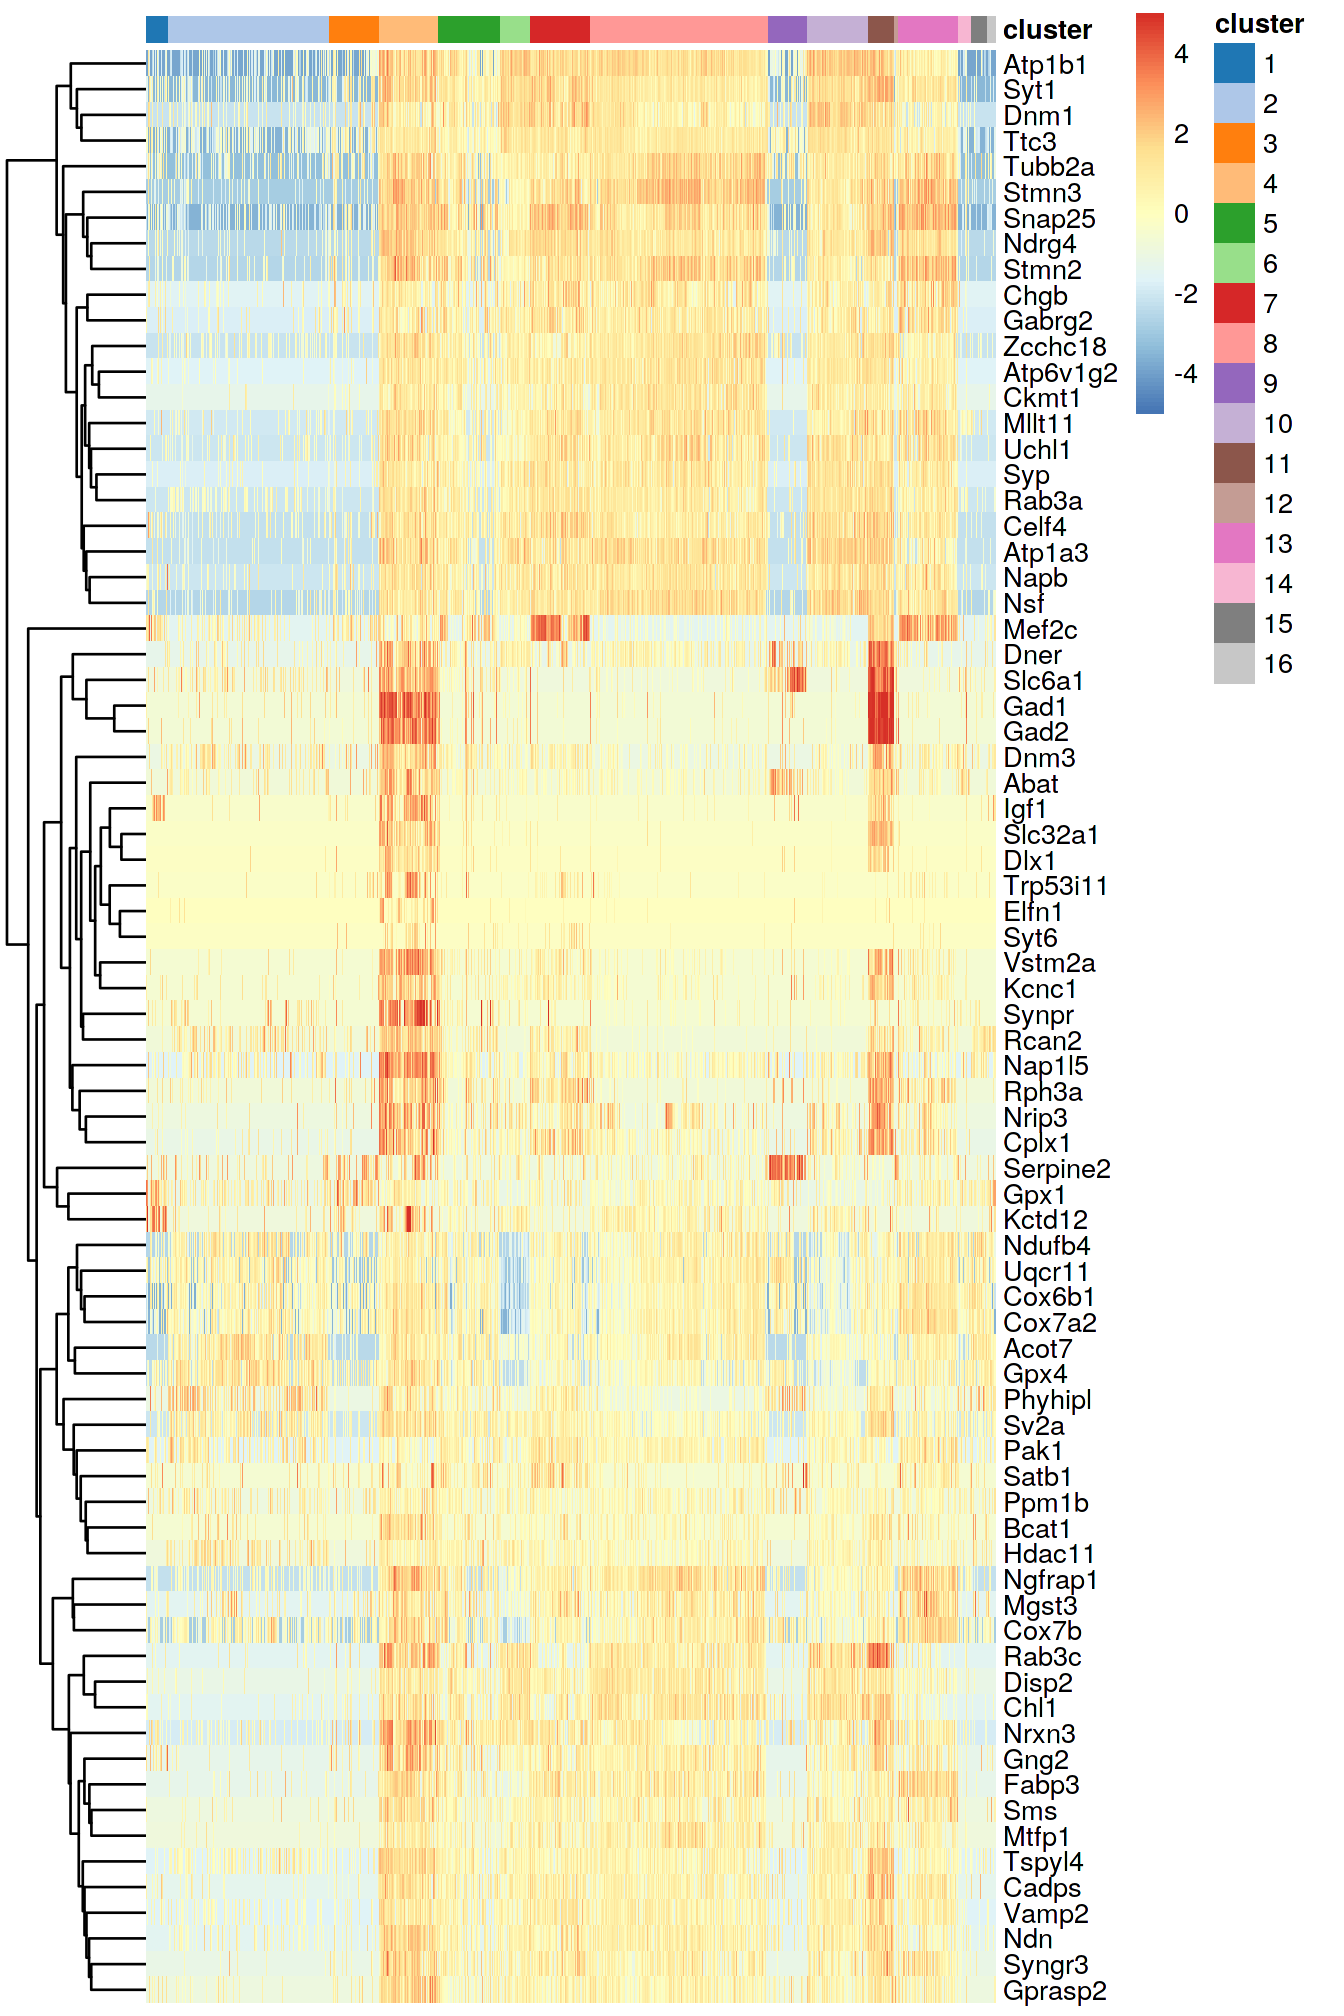 cluster
Atp1b1
Syt1
Dnm1
Ttc3
Tubb2a
Stmn3
Snap25
Ndrg4
Stmn2
Chgb
Gabrg2
Zcchc18
Atp6v1g2
Ckmt1
Mllt11
Uchl1
Syp
Rab3a
Celf4
Atp1a3
Napb
Nsf
Mef2c
Dner
Slc6a1
Gad1
Gad2
Dnm3
Abat
Igf1
Slc32a1
Dlx1
Trp53i11
Elfn1
Syt6
Vstm2a
Kcnc1
Synpr
Rcan2
Nap1l5
Rph3a
Nrip3
Cplx1
Serpine2
Gpx1
Kctd12
Ndufb4
Uqcr11
Cox6b1
Cox7a2
Acot7
Gpx4
Phyhipl
Sv2a
Pak1
Satb1
Ppm1b
Bcat1
Hdac11
Ngfrap1
Mgst3
Cox7b
Rab3c
Disp2
Chl1
Nrxn3
Gng2
Fabp3
Sms
Mtfp1
Tspyl4
Cadps
Vamp2
Ndn
Syngr3
Gprasp2
4
2
0
-2
-4
cluster
1
2
3
4
5
6
7
8
9
10
11
12
13
14
15
16